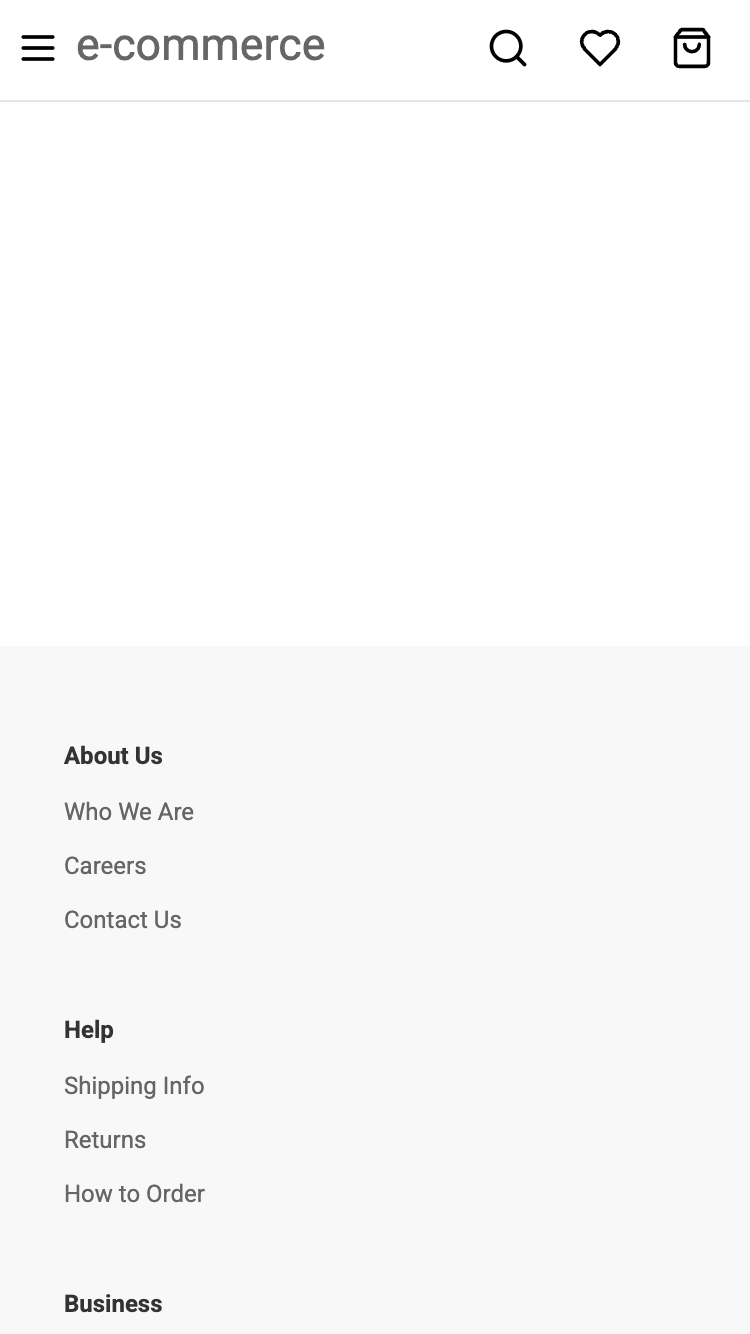 e-commerce
About Us
Who We Are
Careers
Contact Us
Help
Shipping Info
Returns
How to Order
Business